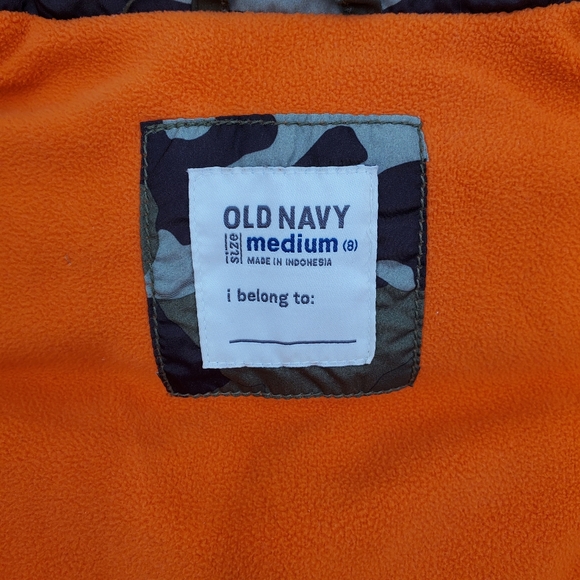 OLD NAVY
size medium (8)
MADE IN INDONESIA
i belong to: